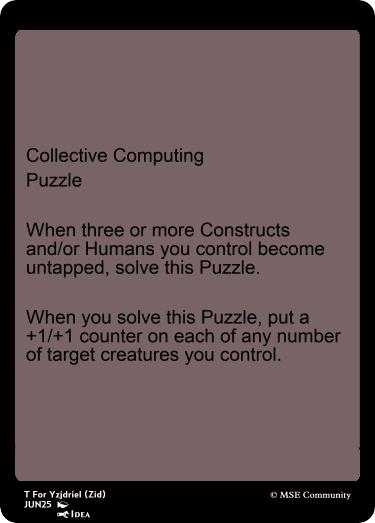 Collective Computing
Puzzle
When three or more Constructs
and/or Humans you control become
untapped, solve this Puzzle.
When you solve this Puzzle, put a
+1/+1 counter on each of any number
of target creatures you control.
T For Yzjdriel (Zid)
© MSE Community
JUN25
IDEA